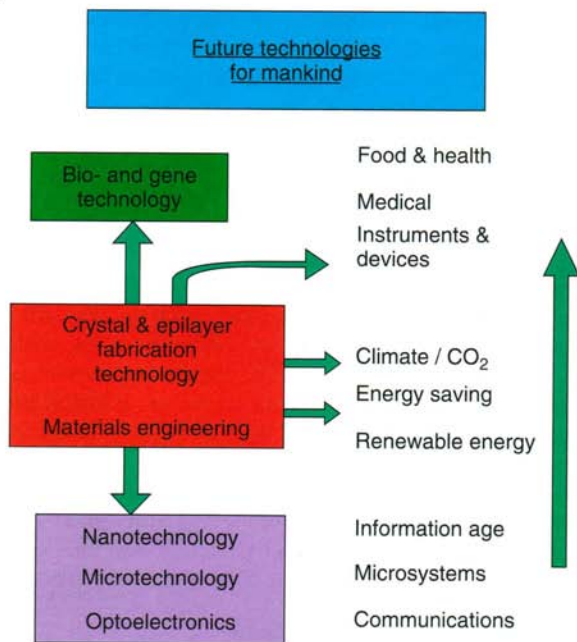 Future technologies
for mankind
Bio- and gene
technology
Food & health
Medical
Instruments &
devices
Crystal & epilayer
fabrication
technology
Materials engineering
Climate / CO₂
Energy saving
Renewable energy
Nanotechnology
Microtechnology
Optoelectronics
Information age
Microsystems
Communications